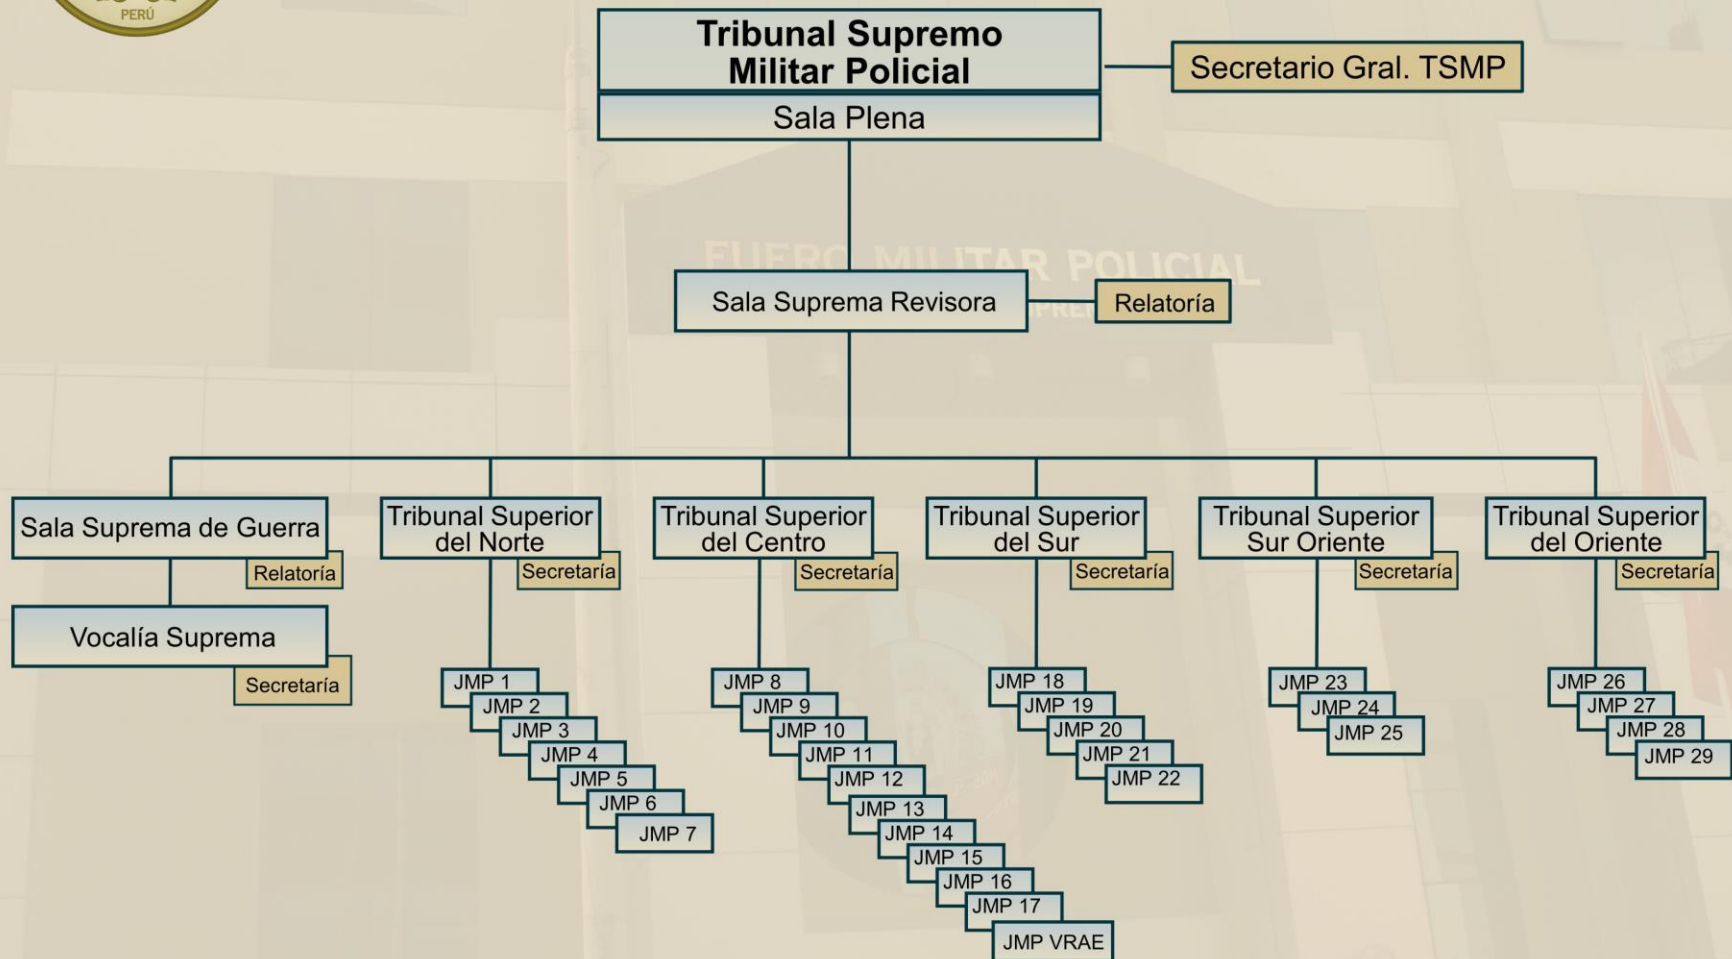 PERÚ
Tribunal Supremo
Militar Policial
Secretario Gral. TSMP
Sala Plena
FUERO MILITAR POLICIAL
Sala Suprema Revisora
Relatoría
Sala Suprema de Guerra
Relatoría
Vocalía Suprema
Secretaría
Tribunal Superior
del Norte
Secretaría
JMP 1
JMP 2
JMP 3
JMP 4
JMP 5
JMP 6
JMP 7
Tribunal Superior
del Centro
Secretaría
JMP 8
JMP 9
JMP 10
JMP 11
JMP 12
JMP 13
JMP 14
JMP 15
JMP 16
JMP 17
JMP VRAE
Tribunal Superior
del Sur
Secretaría
JMP 18
JMP 19
JMP 20
JMP 21
JMP 22
Tribunal Superior
Sur Oriente
Secretaría
JMP 23
JMP 24
JMP 25
Tribunal Superior
del Oriente
Secretaría
JMP 26
JMP 27
JMP 28
JMP 29